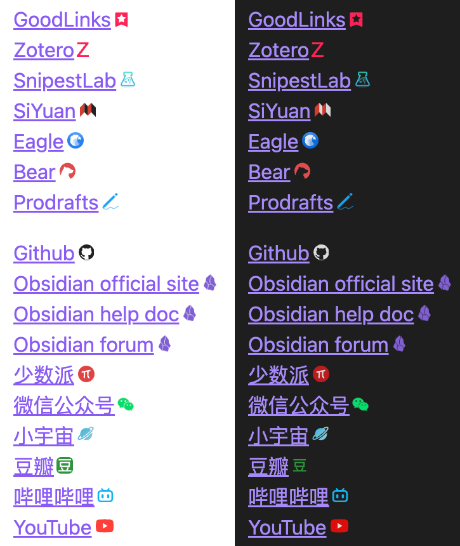 GoodLinks
Zotero
SnipestLab
SiYuan
Eagle
Bear
Prodrafts
Github
Obsidian official site
Obsidian help doc
Obsidian forum
少数派
微信公众号
小宇宙
豆瓣
哔哩哔哩
YouTube
GoodLinks
Zotero
SnipestLab
SiYuan
Eagle
Bear
Prodrafts
Github
Obsidian official site
Obsidian help doc
Obsidian forum
少数派
微信公众号
小宇宙
豆瓣
哔哩哔哩
YouTube